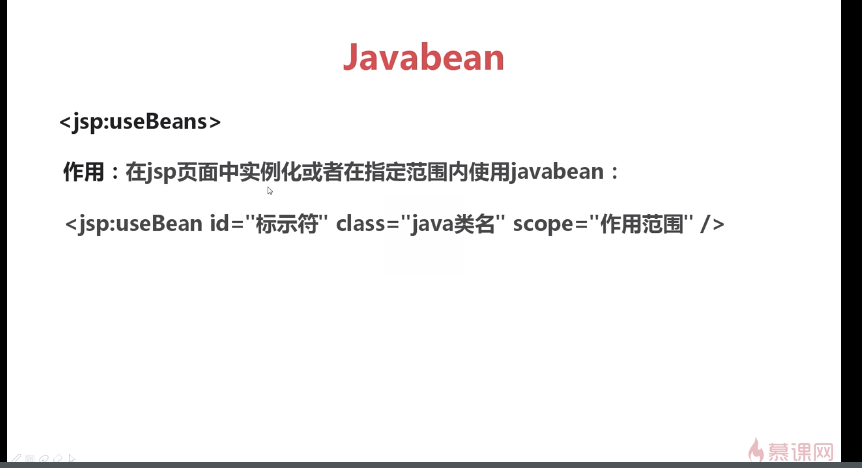 Javabean
<jsp:useBeans>
作用：在jsp页面中实例化或者在指定范围内使用javabean：
<jsp:useBean id="标示符" class="java类名" scope="作用范围" />
慕课网